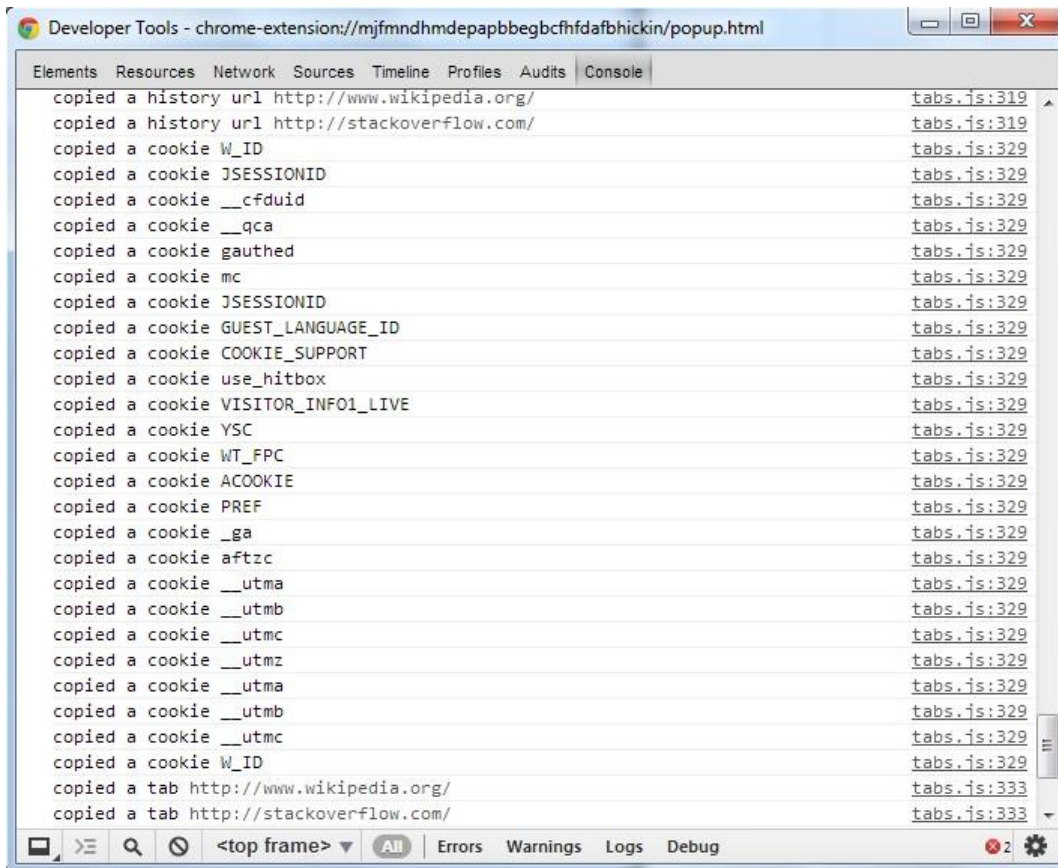 Developer Tools - chrome-extension://mjfmndhmdepapbbegbcfhfdafbhickin/popup.html
Elements Resources Network Sources Timeline Profiles Audits Console
copied a history url http://www.wikipedia.org/ tabs.js:319
copied a history url http://stackoverflow.com/ tabs.js:319
copied a cookie W_ID tabs.js:329
copied a cookie JSESSIONID tabs.js:329
copied a cookie __cfduid tabs.js:329
copied a cookie __qca tabs.js:329
copied a cookie gauthed tabs.js:329
copied a cookie mc tabs.js:329
copied a cookie JSESSIONID tabs.js:329
copied a cookie GUEST_LANGUAGE_ID tabs.js:329
copied a cookie COOKIE_SUPPORT tabs.js:329
copied a cookie use_hitbox tabs.js:329
copied a cookie VISITOR_INFO1_LIVE tabs.js:329
copied a cookie YSC tabs.js:329
copied a cookie WT_FPC tabs.js:329
copied a cookie ACOOKIE tabs.js:329
copied a cookie PREF tabs.js:329
copied a cookie _ga tabs.js:329
copied a cookie aftzc tabs.js:329
copied a cookie __utma tabs.js:329
copied a cookie __utmb tabs.js:329
copied a cookie __utmc tabs.js:329
copied a cookie __utmz tabs.js:329
copied a cookie __utma tabs.js:329
copied a cookie __utmb tabs.js:329
copied a cookie __utmc tabs.js:329
copied a cookie W_ID tabs.js:329
copied a tab http://www.wikipedia.org/ tabs.js:333
copied a tab http://stackoverflow.com/ tabs.js:333
<top frame> All Errors Warnings Logs Debug 2